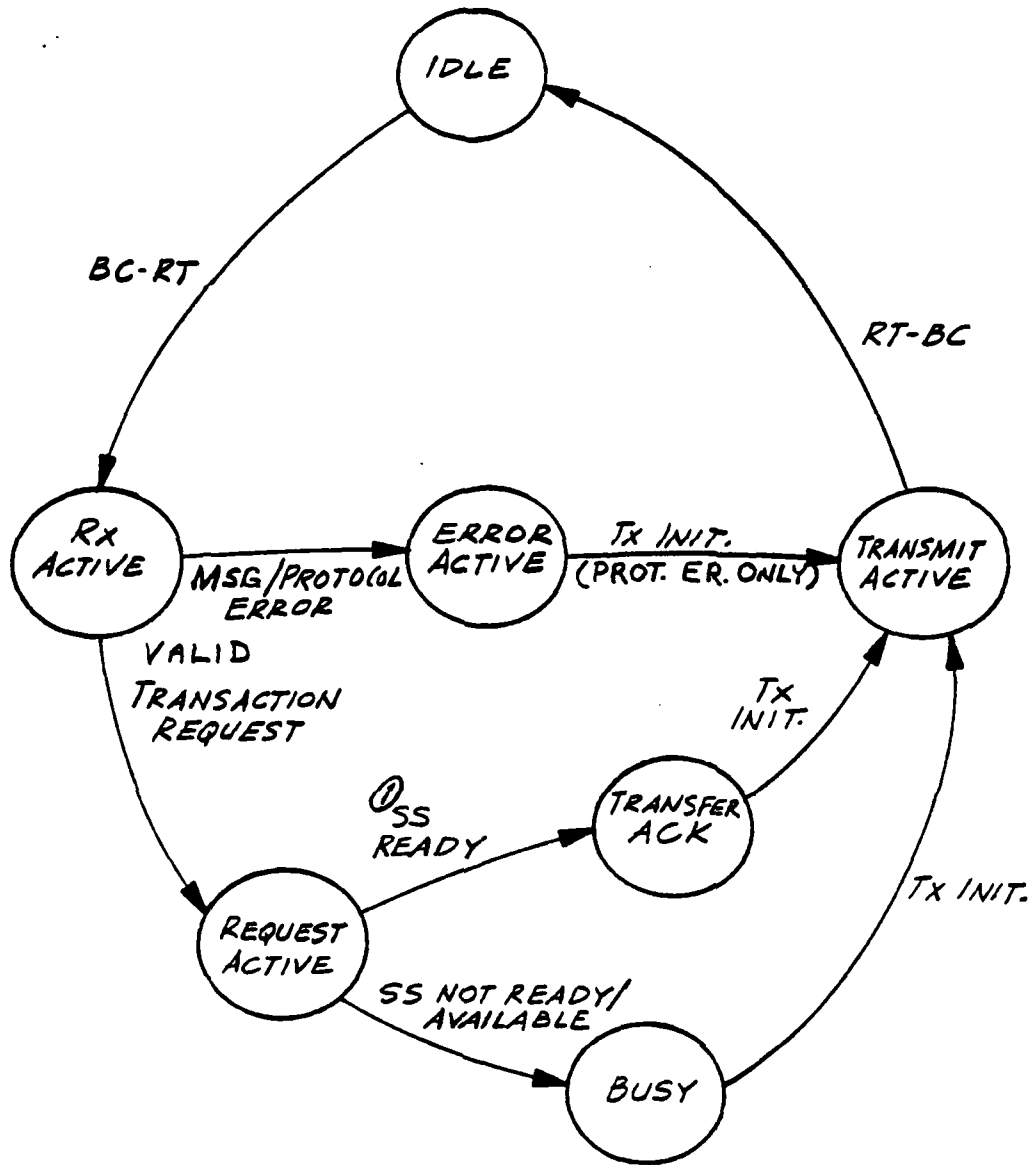 IDLE
BC-RT
RT-BC
RX
ACTIVE
MSG/PROTOCOL
ERROR
ERROR
ACTIVE
TX INIT.
(PROT. ER. ONLY)
TRANSMIT
ACTIVE
VALID
TRANSACTION
REQUEST
TX
INIT.
① SS
READY
TRANSFER
ACK
TX INIT.
REQUEST
ACTIVE
SS NOT READY/
AVAILABLE
BUSY